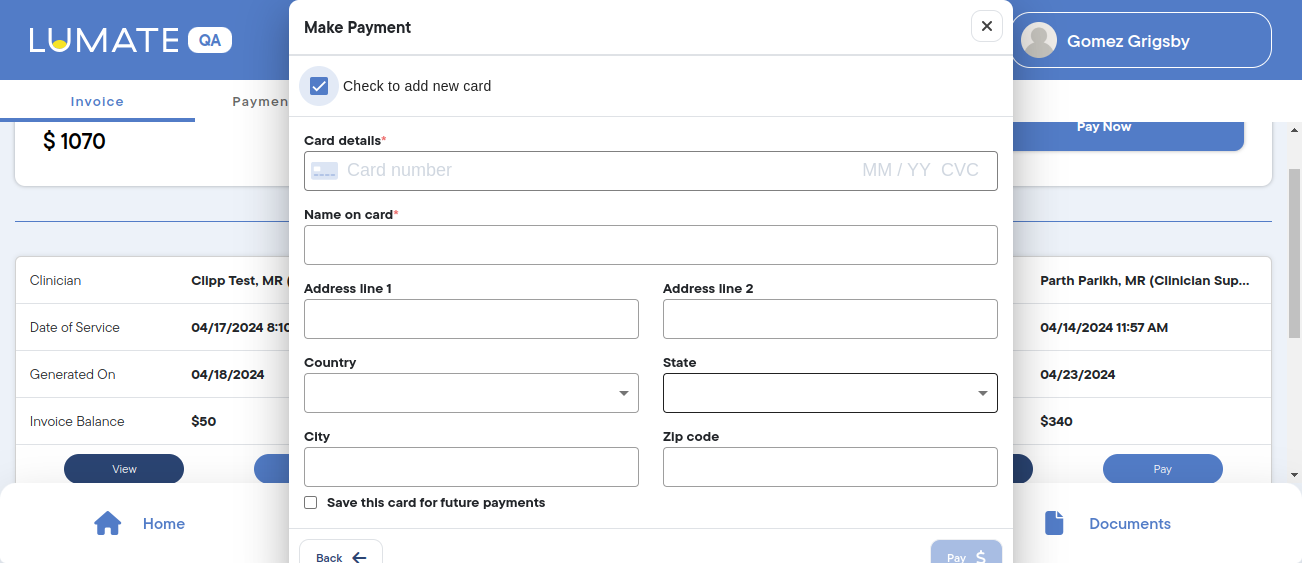 LUMATE QA
Make Payment
Gomez Grigsby
Invoice
Check to add new card
$ 1070
Pay Now
Card details*
Card number MM / YY CVC
Name on card*
Clinician
Clipp Test, MR
Parth Parikh, MR (Clinician Sup...
Address line 1
Address line 2
Date of Service
04/17/2024
04/14/2024 11:57 AM
Country
State
Generated On
04/18/2024
04/23/2024
Invoice Balance
$50
$340
City
Zip code
View
Pay
Save this card for future payments
Home
Documents
Back
Pay $